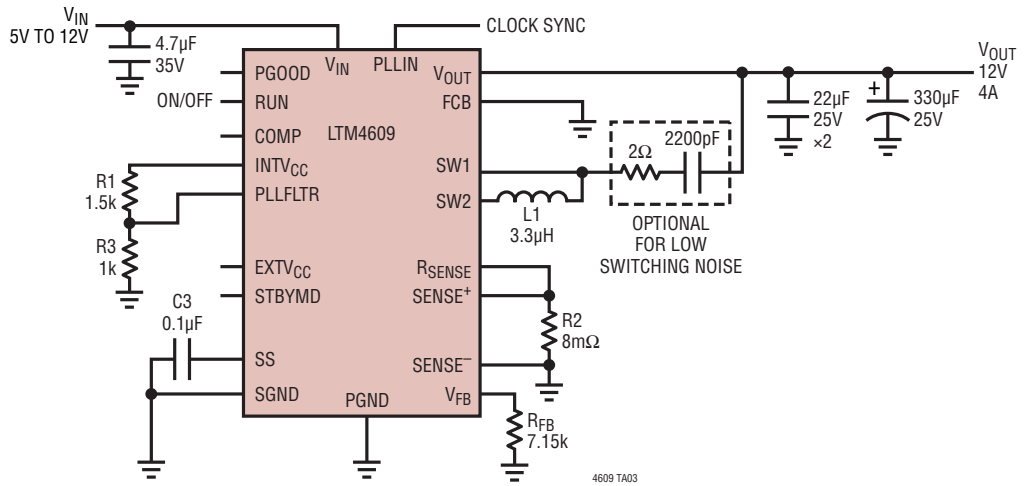 VIN
5V TO 12V
4.7µF
35V
CLOCK SYNC
VIN
PLLIN
PGOOD
RUN
ON/OFF
COMP
LTM4609
INTVCC
PLLFLTR
R1
1.5k
R3
1k
EXTVCC
STBYMD
C3
0.1µF
SS
SGND
PGND
VOUT
FCB
SW1
SW2
RSENSE
SENSE+
SENSE–
VFB
L1
3.3µH
2Ω
2200pF
OPTIONAL
FOR LOW
SWITCHING NOISE
R2
8mΩ
RFB
7.15k
22µF
25V
×2
+
330µF
25V
VOUT
12V
4A
4609 TA03